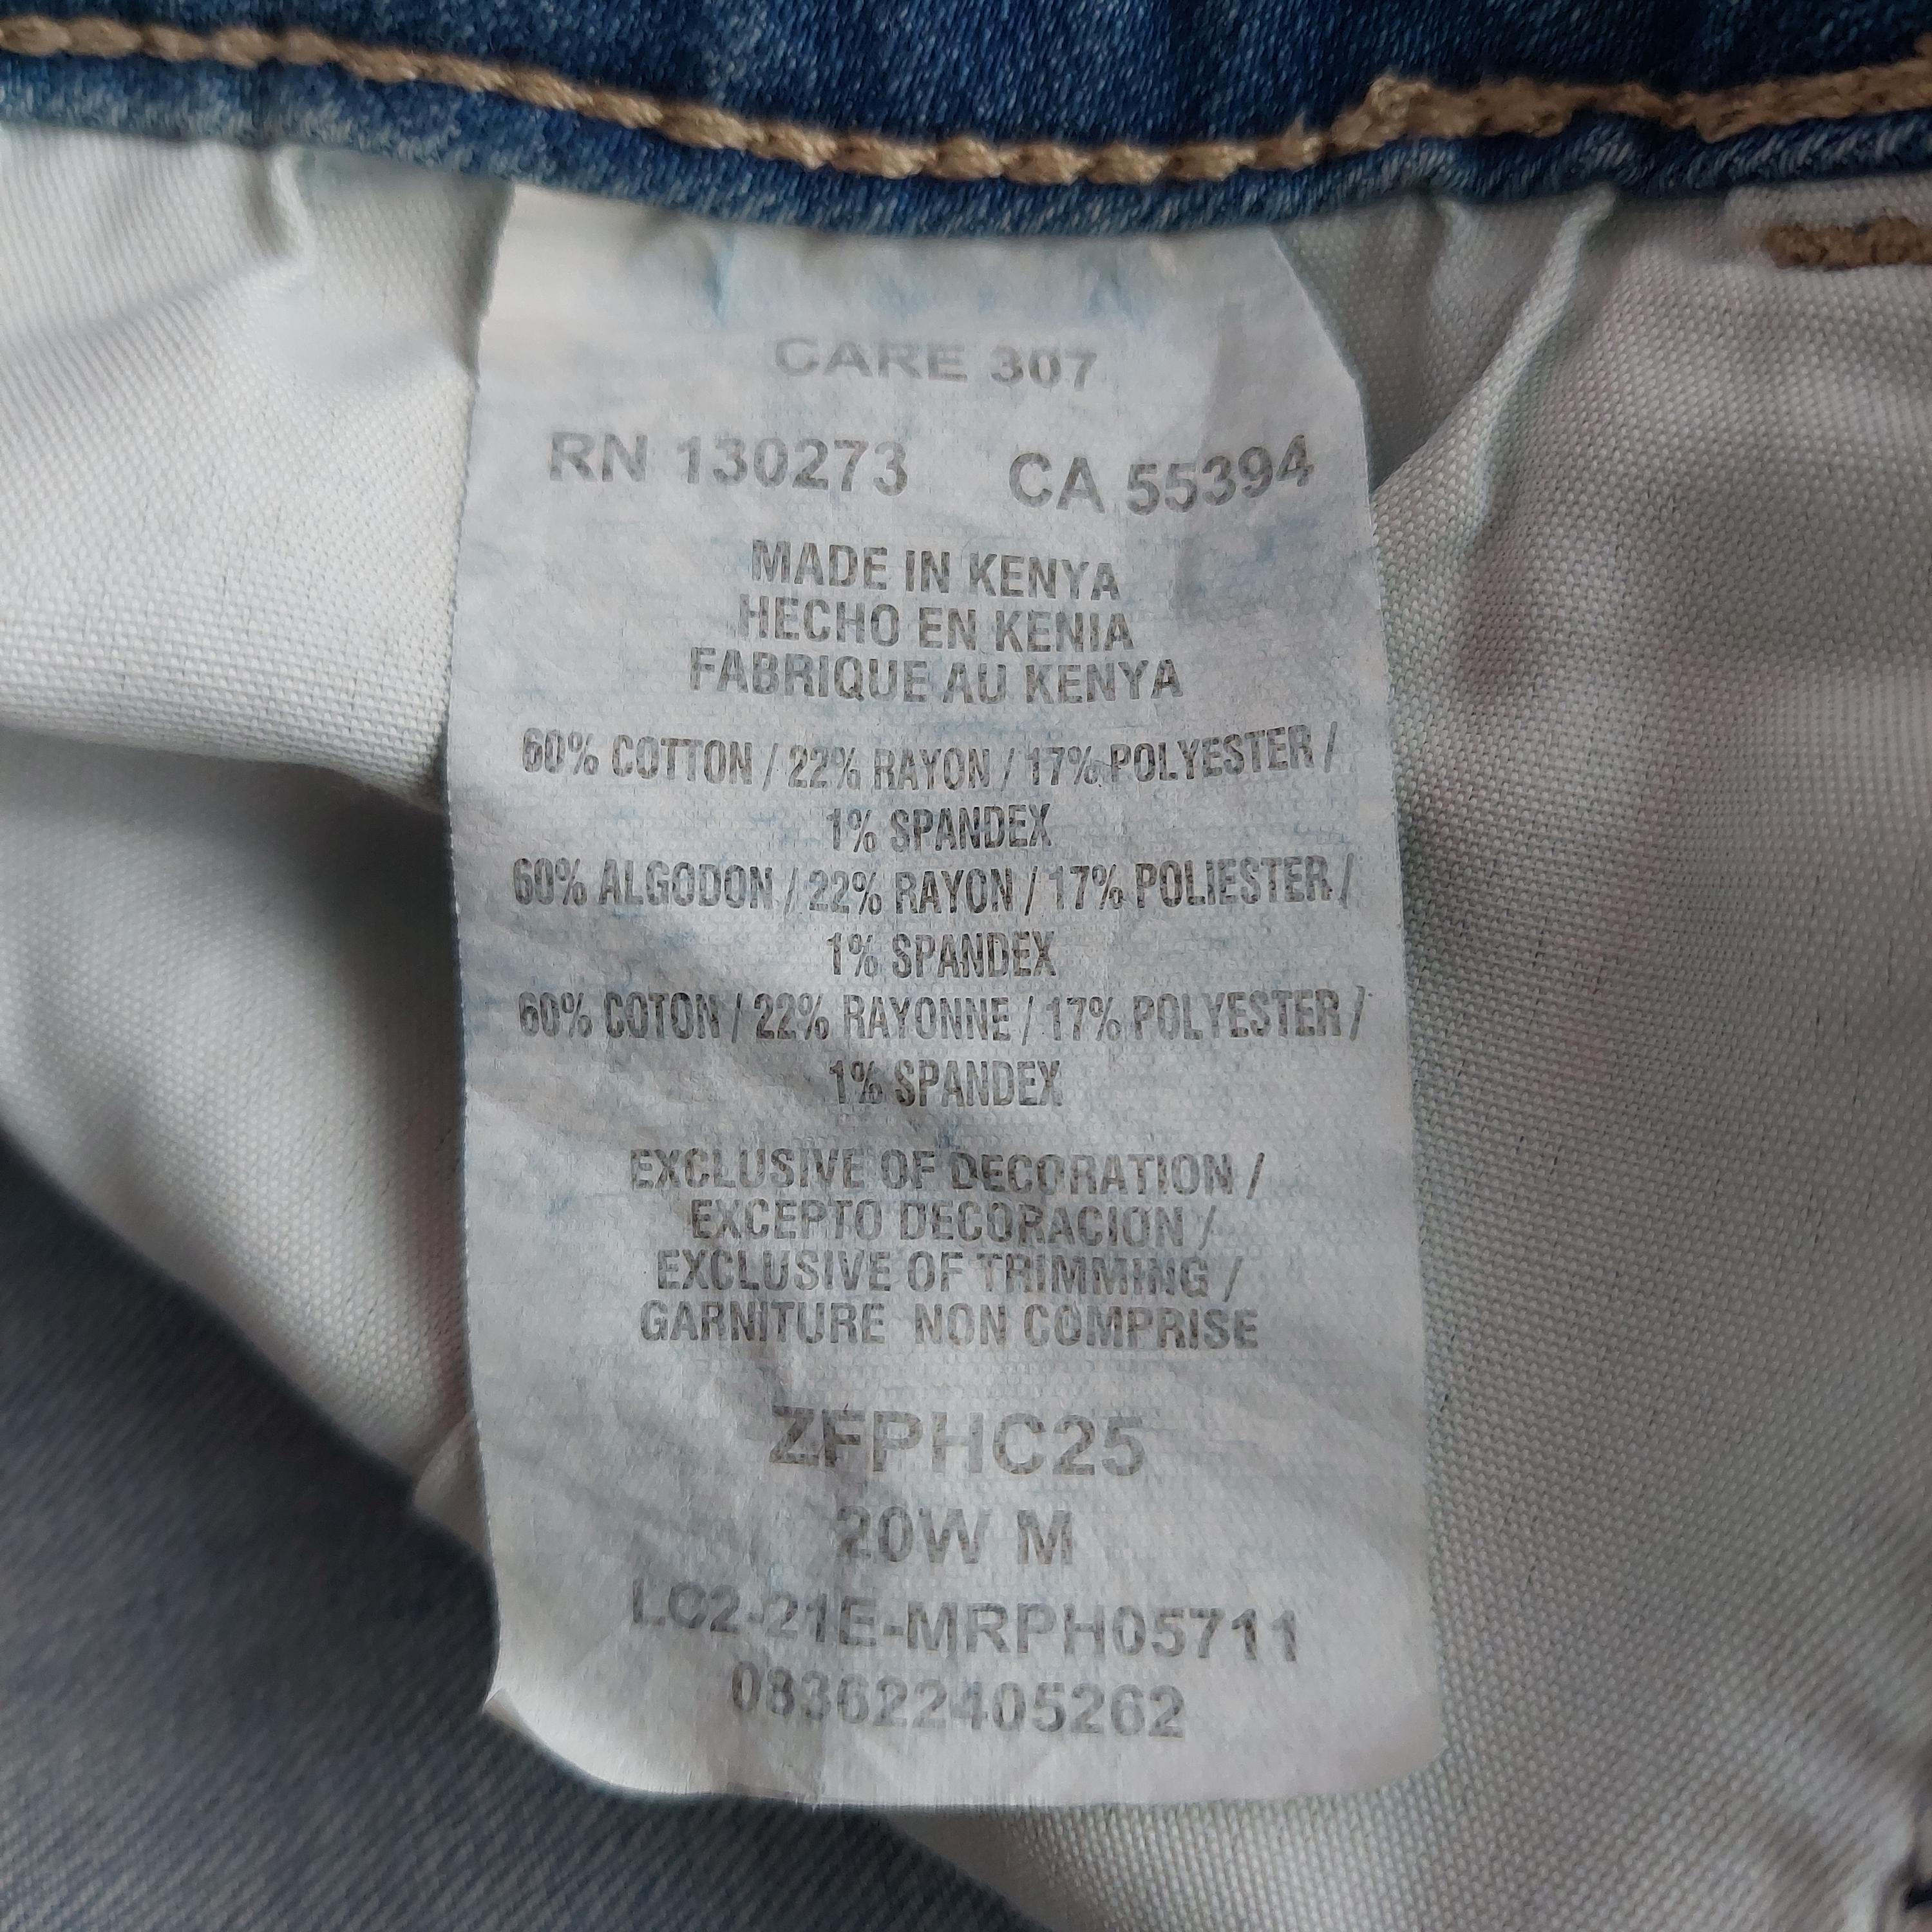 CARE 307
RN 130273 CA 55394
MADE IN KENYA
HECHO EN KENIA
FABRIQUE AU KENYA
60% COTTON / 22% RAYON / 17% POLYESTER /
1% SPANDEX
60% ALGODON / 22% RAYON / 17% POLIESTER /
1% SPANDEX
60% COTON / 22% RAYONNE / 17% POLYESTER /
1% SPANDEX
EXCLUSIVE OF DECORATION /
EXCEPTO DECORACION /
EXCLUSIVE OF TRIMMING /
GARNITURE NON COMPRISE
ZFPHC25
20W M
LC2-21E-MRPH05711
083622405262